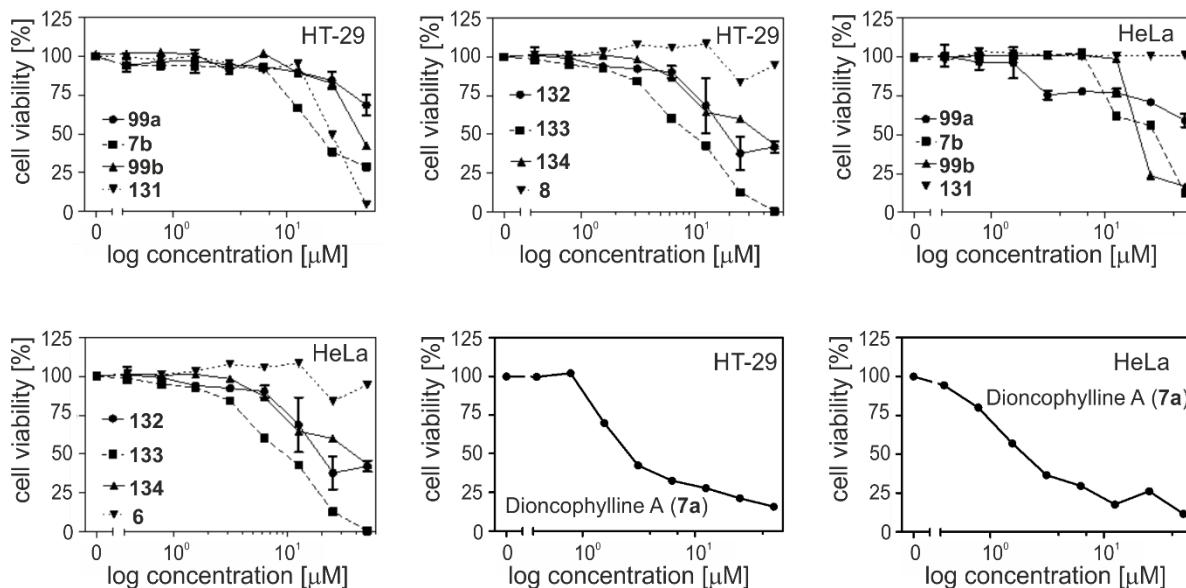 cell viability [%]
125
100
75
50
25
0
HT-29
99a
7b
99b
131
0
10⁰
10¹
log concentration [µM]
cell viability [%]
125
100
75
50
25
0
HT-29
132
133
134
8
0
10⁰
10¹
log concentration [µM]
cell viability [%]
125
100
75
50
25
0
HeLa
99a
7b
99b
131
0
10⁰
10¹
log concentration [µM]
cell viability [%]
125
100
75
50
25
0
HeLa
132
133
134
6
0
10⁰
10¹
log concentration [µM]
cell viability [%]
125
100
75
50
25
0
HT-29
Dioncophylline A (7a)
0
10⁰
10¹
log concentration [µM]
cell viability [%]
125
100
75
50
25
0
HeLa
Dioncophylline A (7a)
0
10⁰
10¹
log concentration [µM]